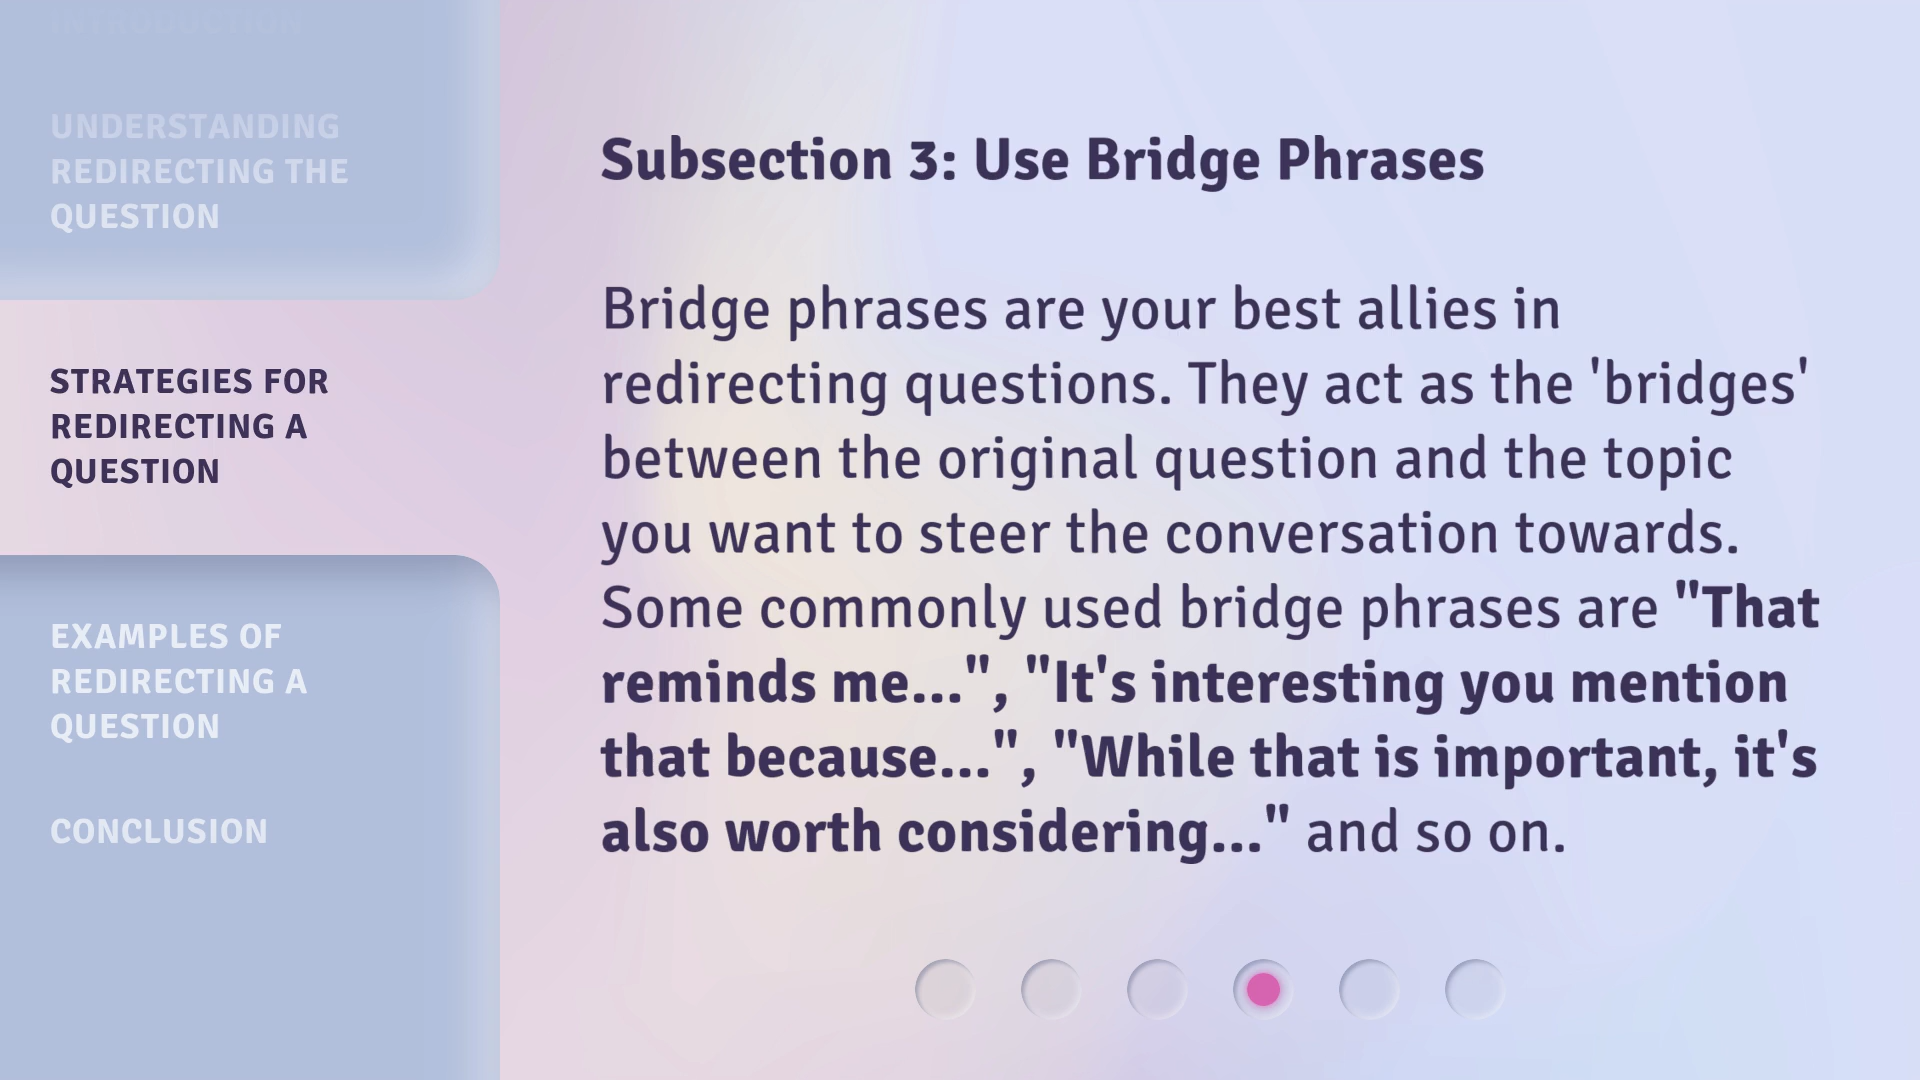 INTRODUCTION
UNDERSTANDING
REDIRECTING THE
QUESTION
STRATEGIES FOR
REDIRECTING A
QUESTION
EXAMPLES OF
REDIRECTING A
QUESTION
CONCLUSION
Subsection 3: Use Bridge Phrases
Bridge phrases are your best allies in
redirecting questions. They act as the 'bridges'
between the original question and the topic
you want to steer the conversation towards.
Some commonly used bridge phrases are "That
reminds me...", "It's interesting you mention
that because...", "While that is important, it's
also worth considering..." and so on.